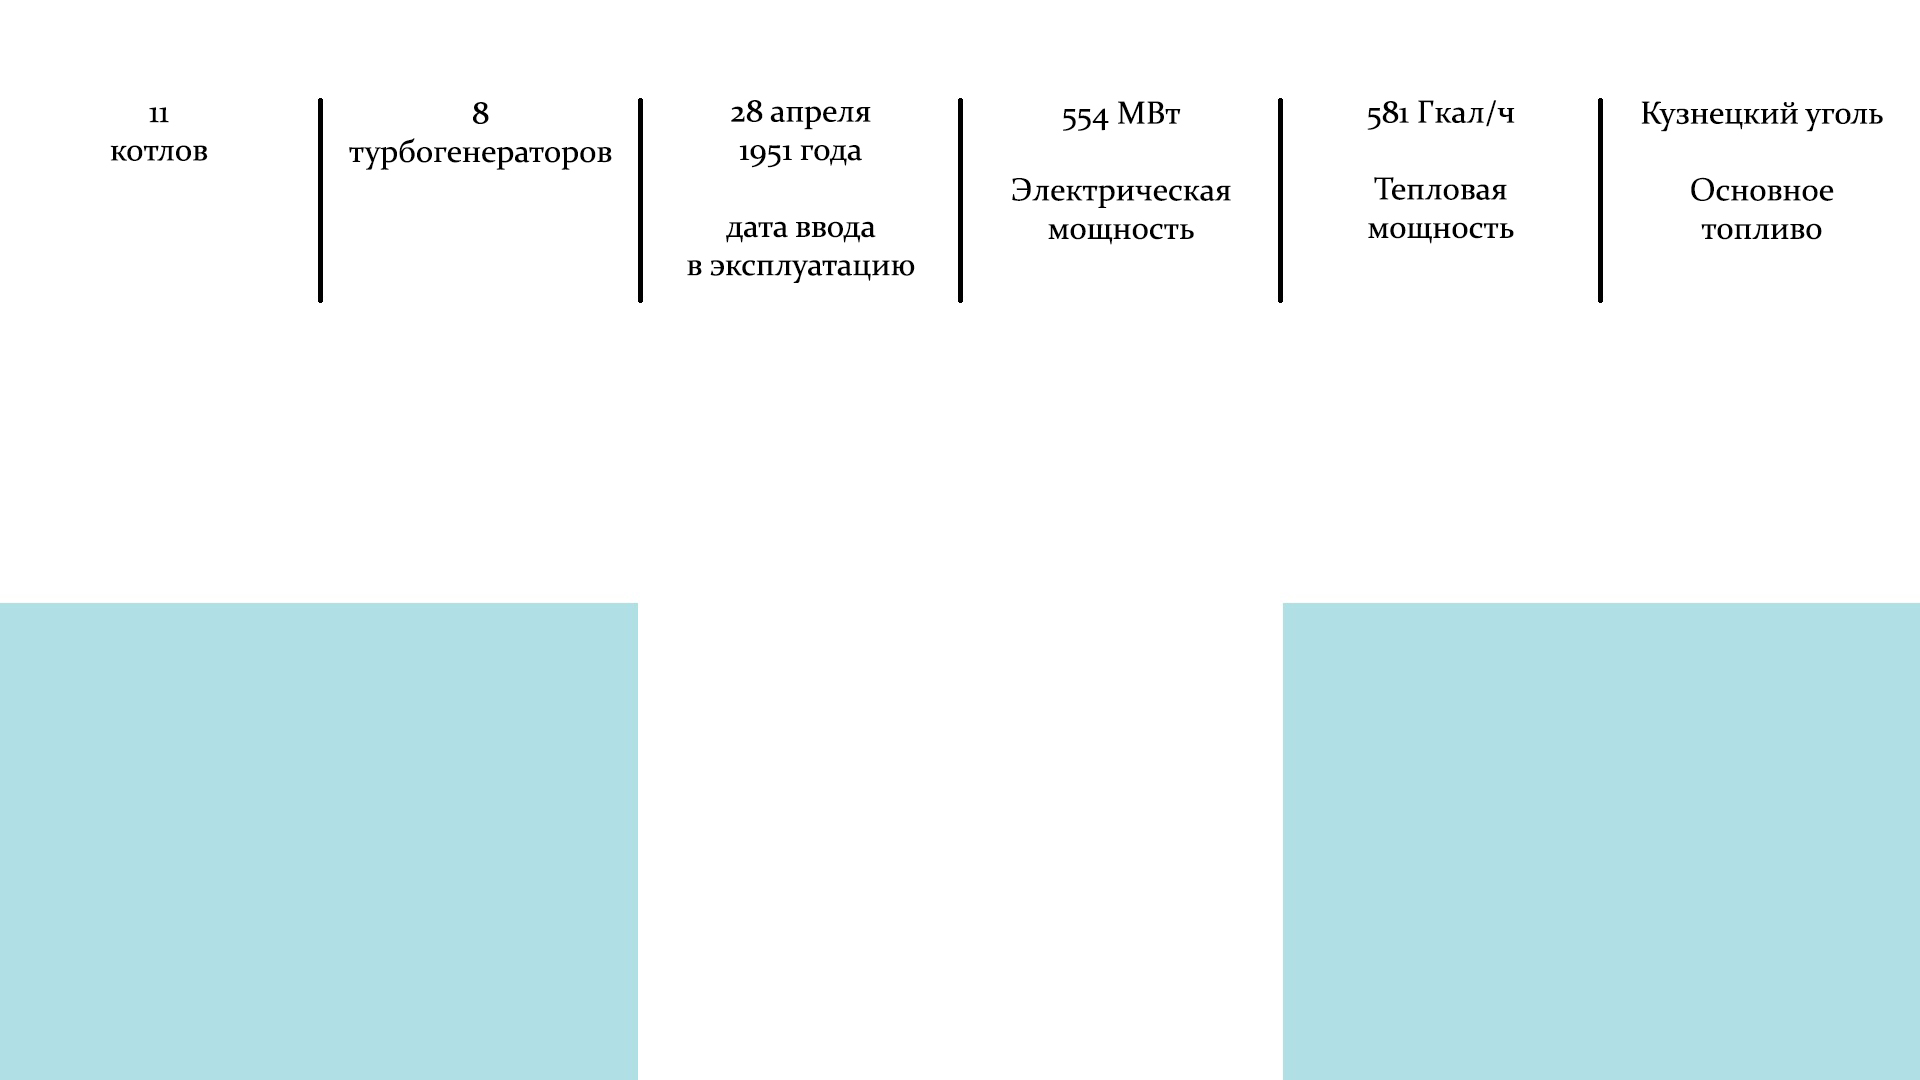 11
котлов
8
турбогенераторов
28 апреля
1951 года
дата ввода
в эксплуатацию
554 МВт
Электрическая
мощность
581 Гкал/ч
Тепловая
мощность
Кузнецкий уголь
Основное
топливо